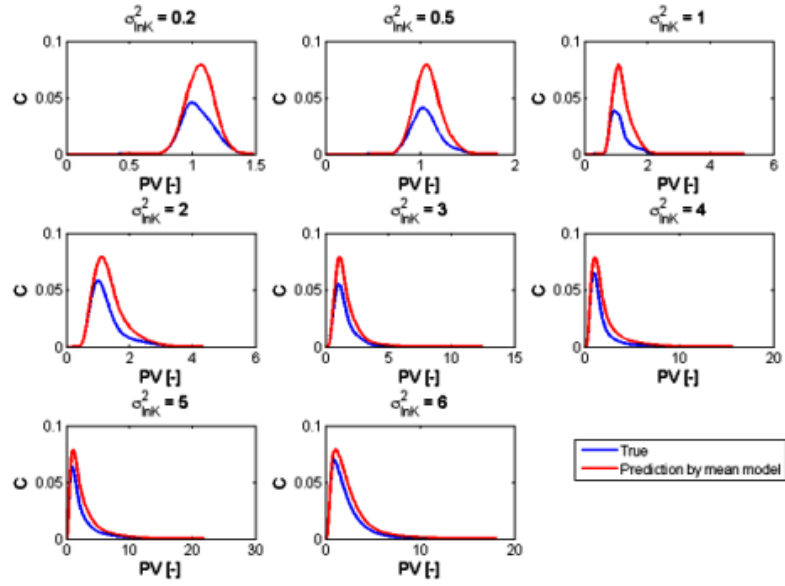 σ²lnK = 0.2
σ²lnK = 0.5
σ²lnK = 1
0.1
0.05
0
C
0 0.5 1 1.5
PV [-]
0.1
0.05
0
C
0 1 2
PV [-]
0.1
0.05
0
C
0 2 4 6
PV [-]
σ²lnK = 2
σ²lnK = 3
σ²lnK = 4
0.1
0.05
0
C
0 2 4 6
PV [-]
0.1
0.05
0
C
0 5 10 15
PV [-]
0.1
0.05
0
C
0 10 20
PV [-]
σ²lnK = 5
σ²lnK = 6
0.1
0.05
0
C
0 10 20 30
PV [-]
0.1
0.05
0
C
0 10 20
PV [-]
True
Prediction by mean model